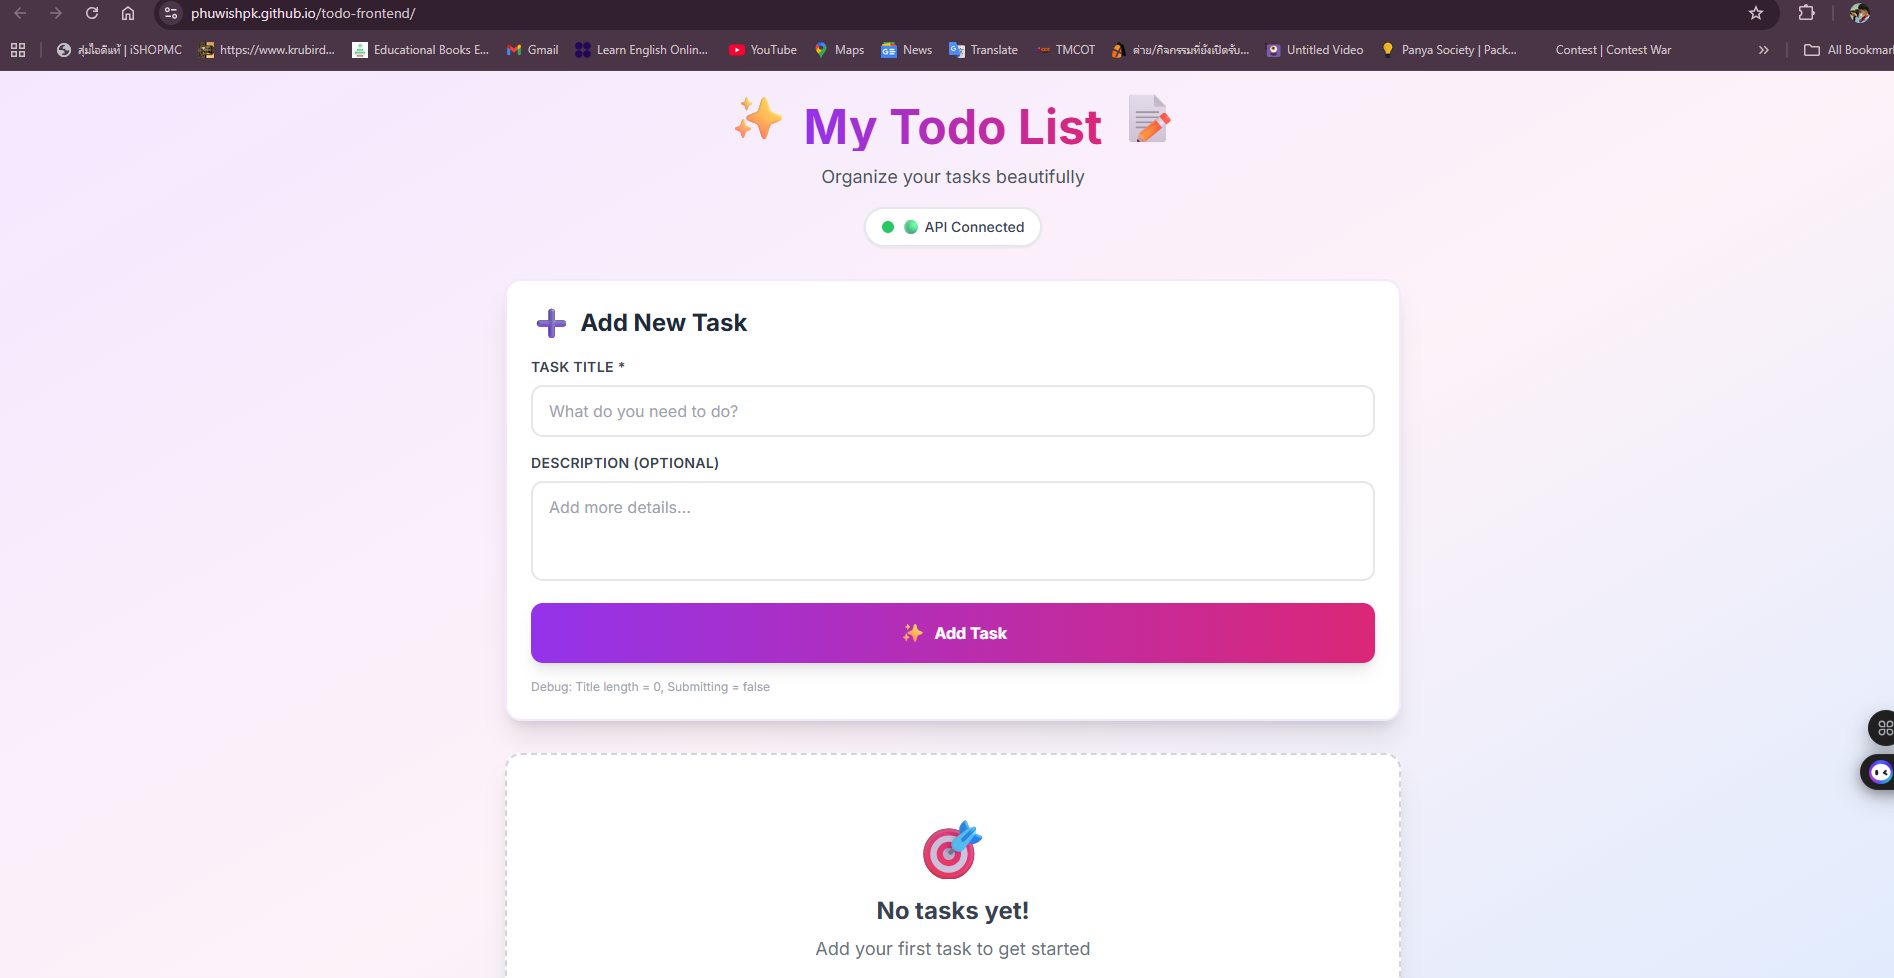 phuwishpk.github.io/todo-frontend/
สุ่มไอดีแท้ | iSHOPMC
https://www.krubird...
Educational Books E...
Gmail
Learn English Onlin...
YouTube
Maps
News
Translate
TMCOT
ค่าย/กิจกรรมที่ยังเปิดรับ...
Untitled Video
Panya Society | Pack...
Contest | Contest War
All Bookmar
My Todo List
Organize your tasks beautifully
API Connected
Add New Task
TASK TITLE *
What do you need to do?
DESCRIPTION (OPTIONAL)
Add more details...
Add Task
Debug: Title length = 0, Submitting = false
No tasks yet!
Add your first task to get started